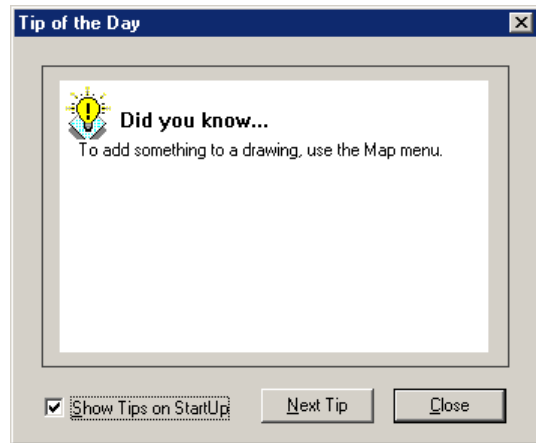 Tip of the Day
Did you know...
To add something to a drawing, use the Map menu.
Show Tips on StartUp
Next Tip
Close